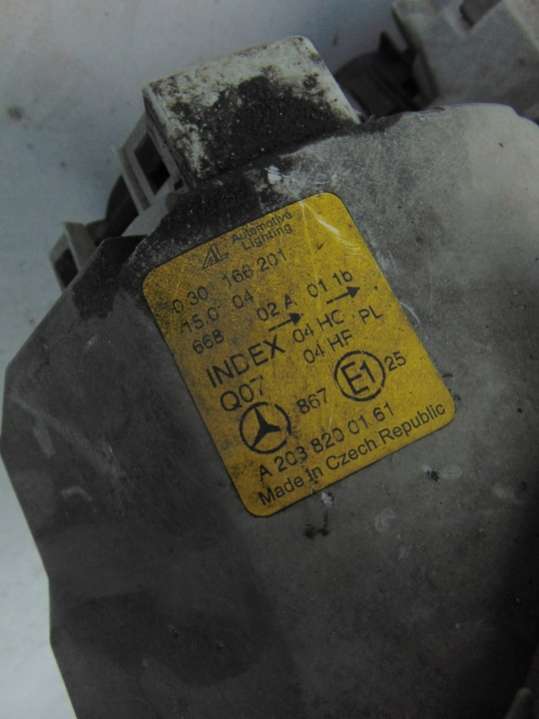 AL Automotive
Lighting
0 30 166 201
15.0 04
668 02 A 01 1b
INDEX 04 HC
Q07 04 HF PL
867 E1 25
A 203 820 01 61
Made in Czech Republic